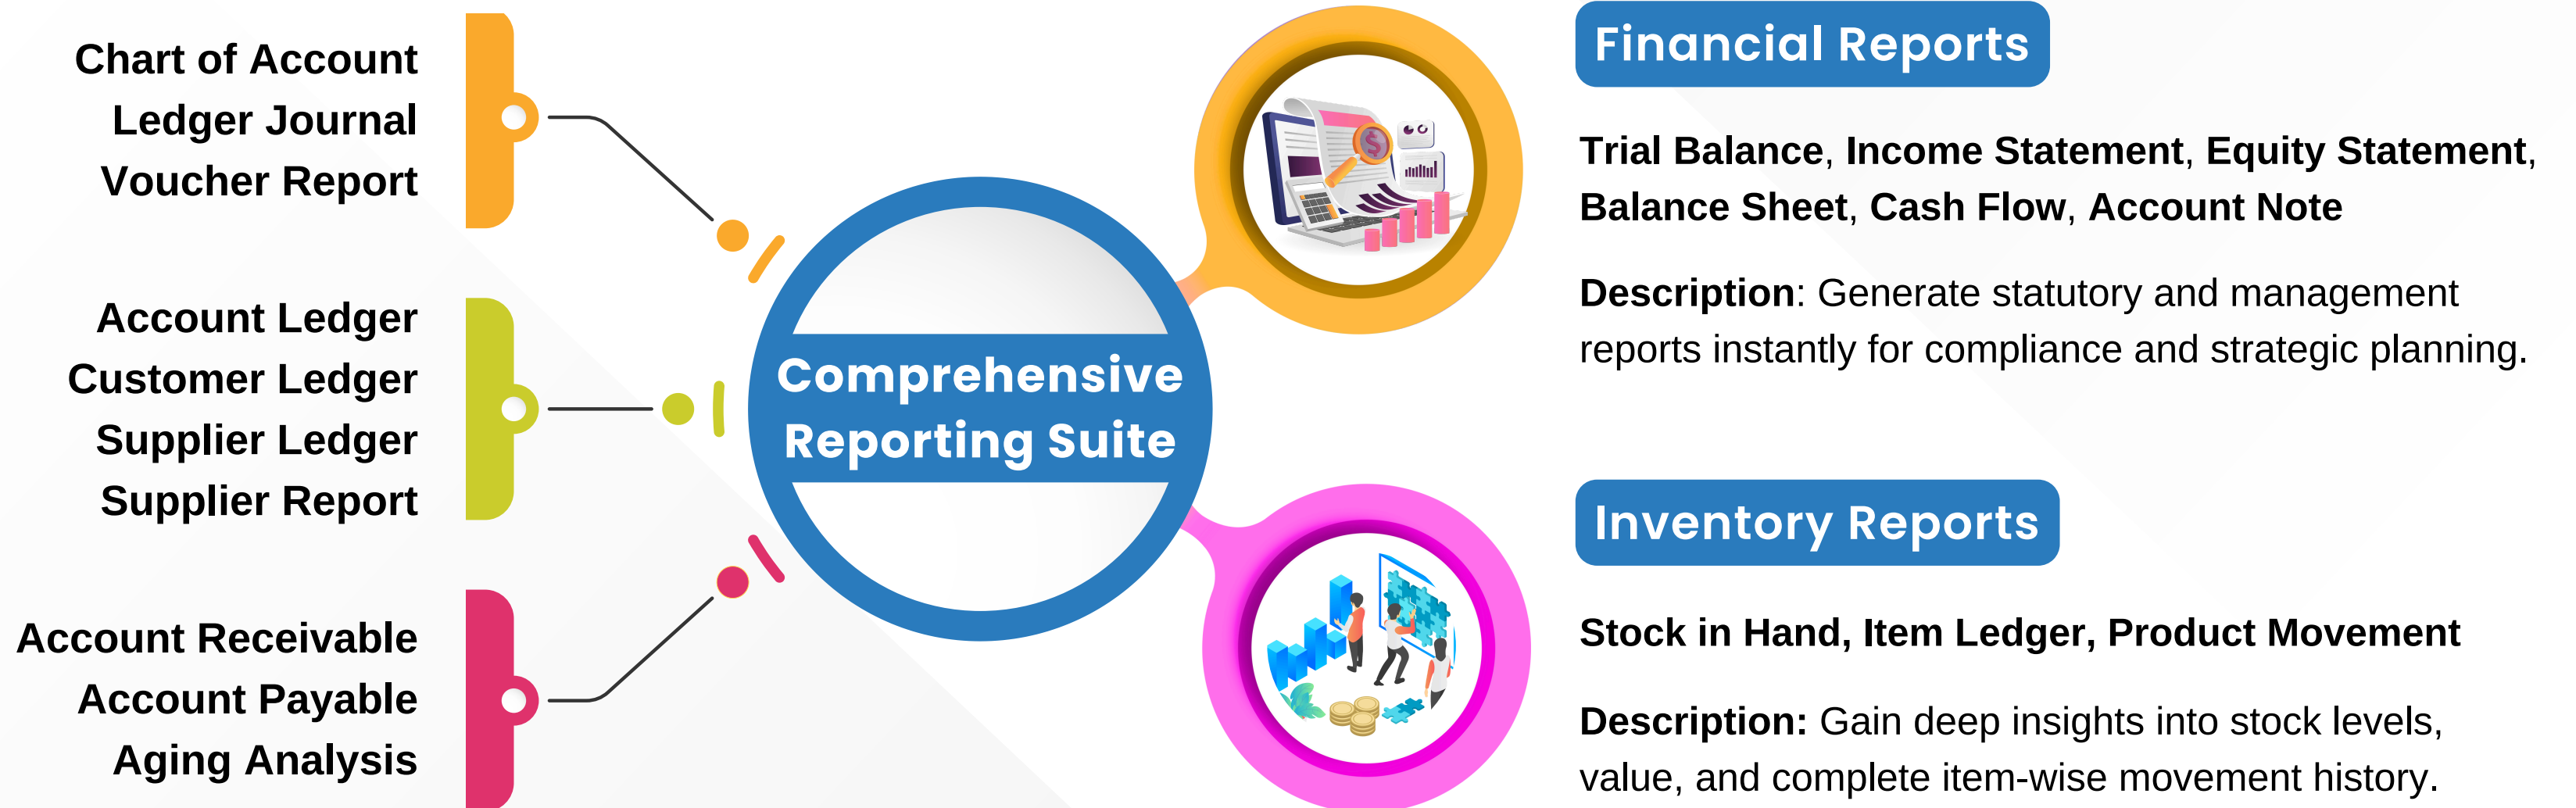 Chart of Account
Ledger Journal
Voucher Report
Account Ledger
Customer Ledger
Supplier Ledger
Supplier Report
Account Receivable
Account Payable
Aging Analysis
Comprehensive
Reporting Suite
Financial Reports
Trial Balance, Income Statement, Equity Statement,
Balance Sheet, Cash Flow, Account Note
Description: Generate statutory and management
reports instantly for compliance and strategic planning.
Inventory Reports
Stock in Hand, Item Ledger, Product Movement
Description: Gain deep insights into stock levels,
value, and complete item-wise movement history.